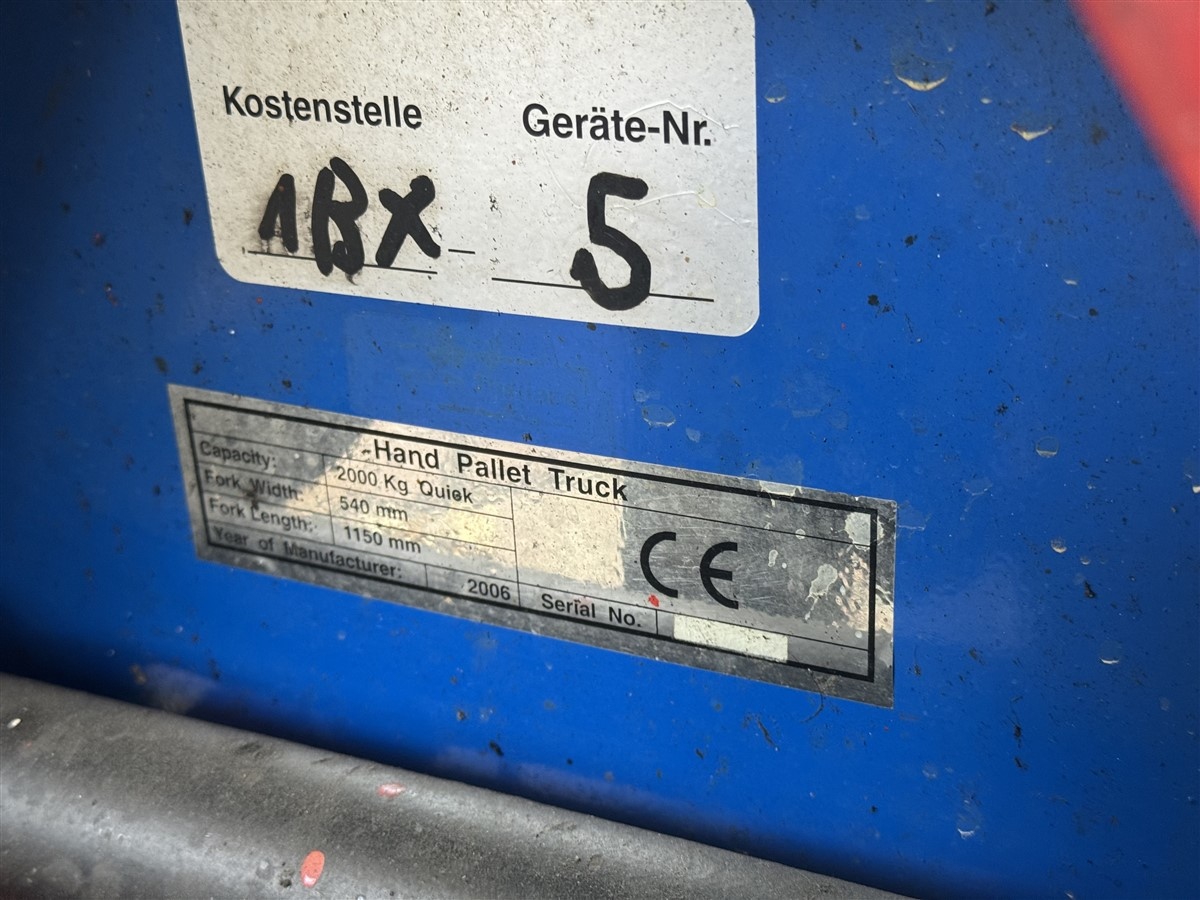 Kostenstelle Geräte-Nr.
1BX 5
Hand Pallet Truck
Capacity: 2000 Kg Quick
Fork Width: 540 mm
Fork Length: 1150 mm
CE
Year of Manufacturer: 2006 Serial No.